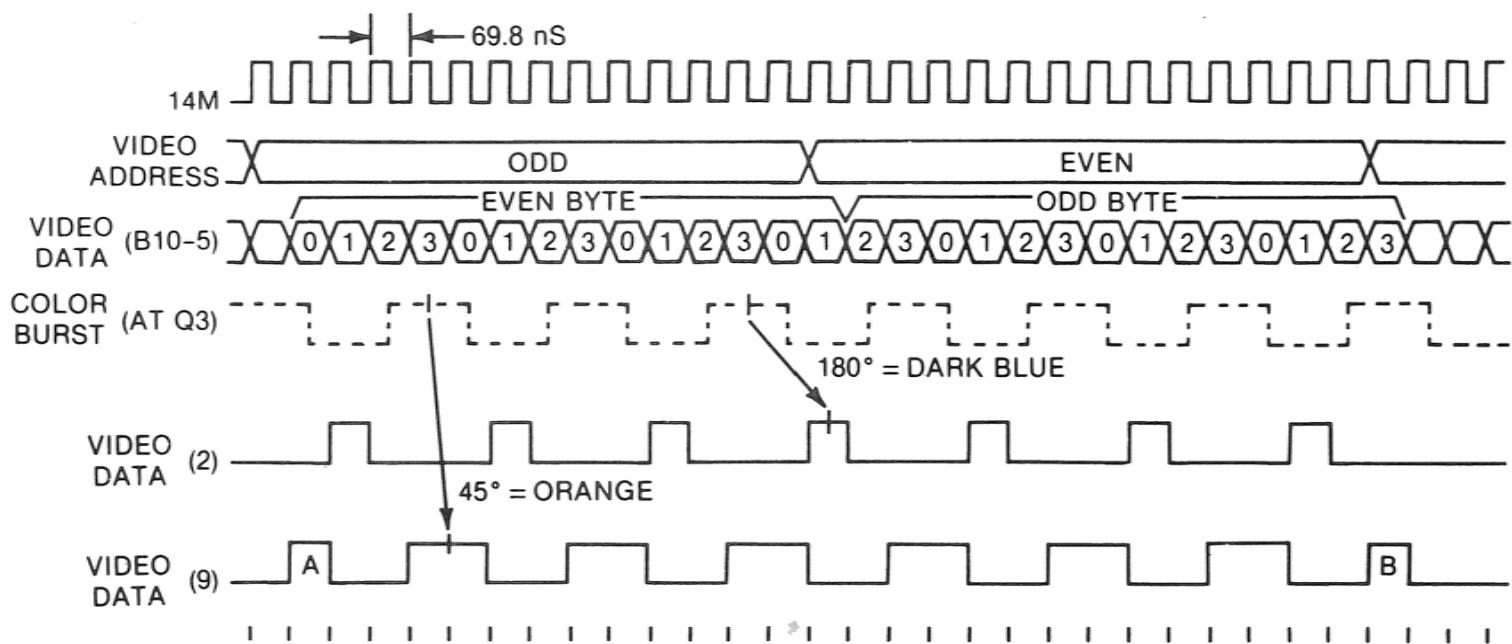 69.8 nS
14M
VIDEO
ADDRESS
ODD
EVEN
EVEN BYTE
ODD BYTE
VIDEO
DATA
(B10-5)
0 1 2 3 0 1 2 3 0 1 2 3 0 1 2 3 0 1 2 3 0 1 2 3 0 1 2 3
COLOR
BURST
(AT Q3)
180° = DARK BLUE
VIDEO
DATA
(2)
45° = ORANGE
VIDEO
DATA
(9)
A
B